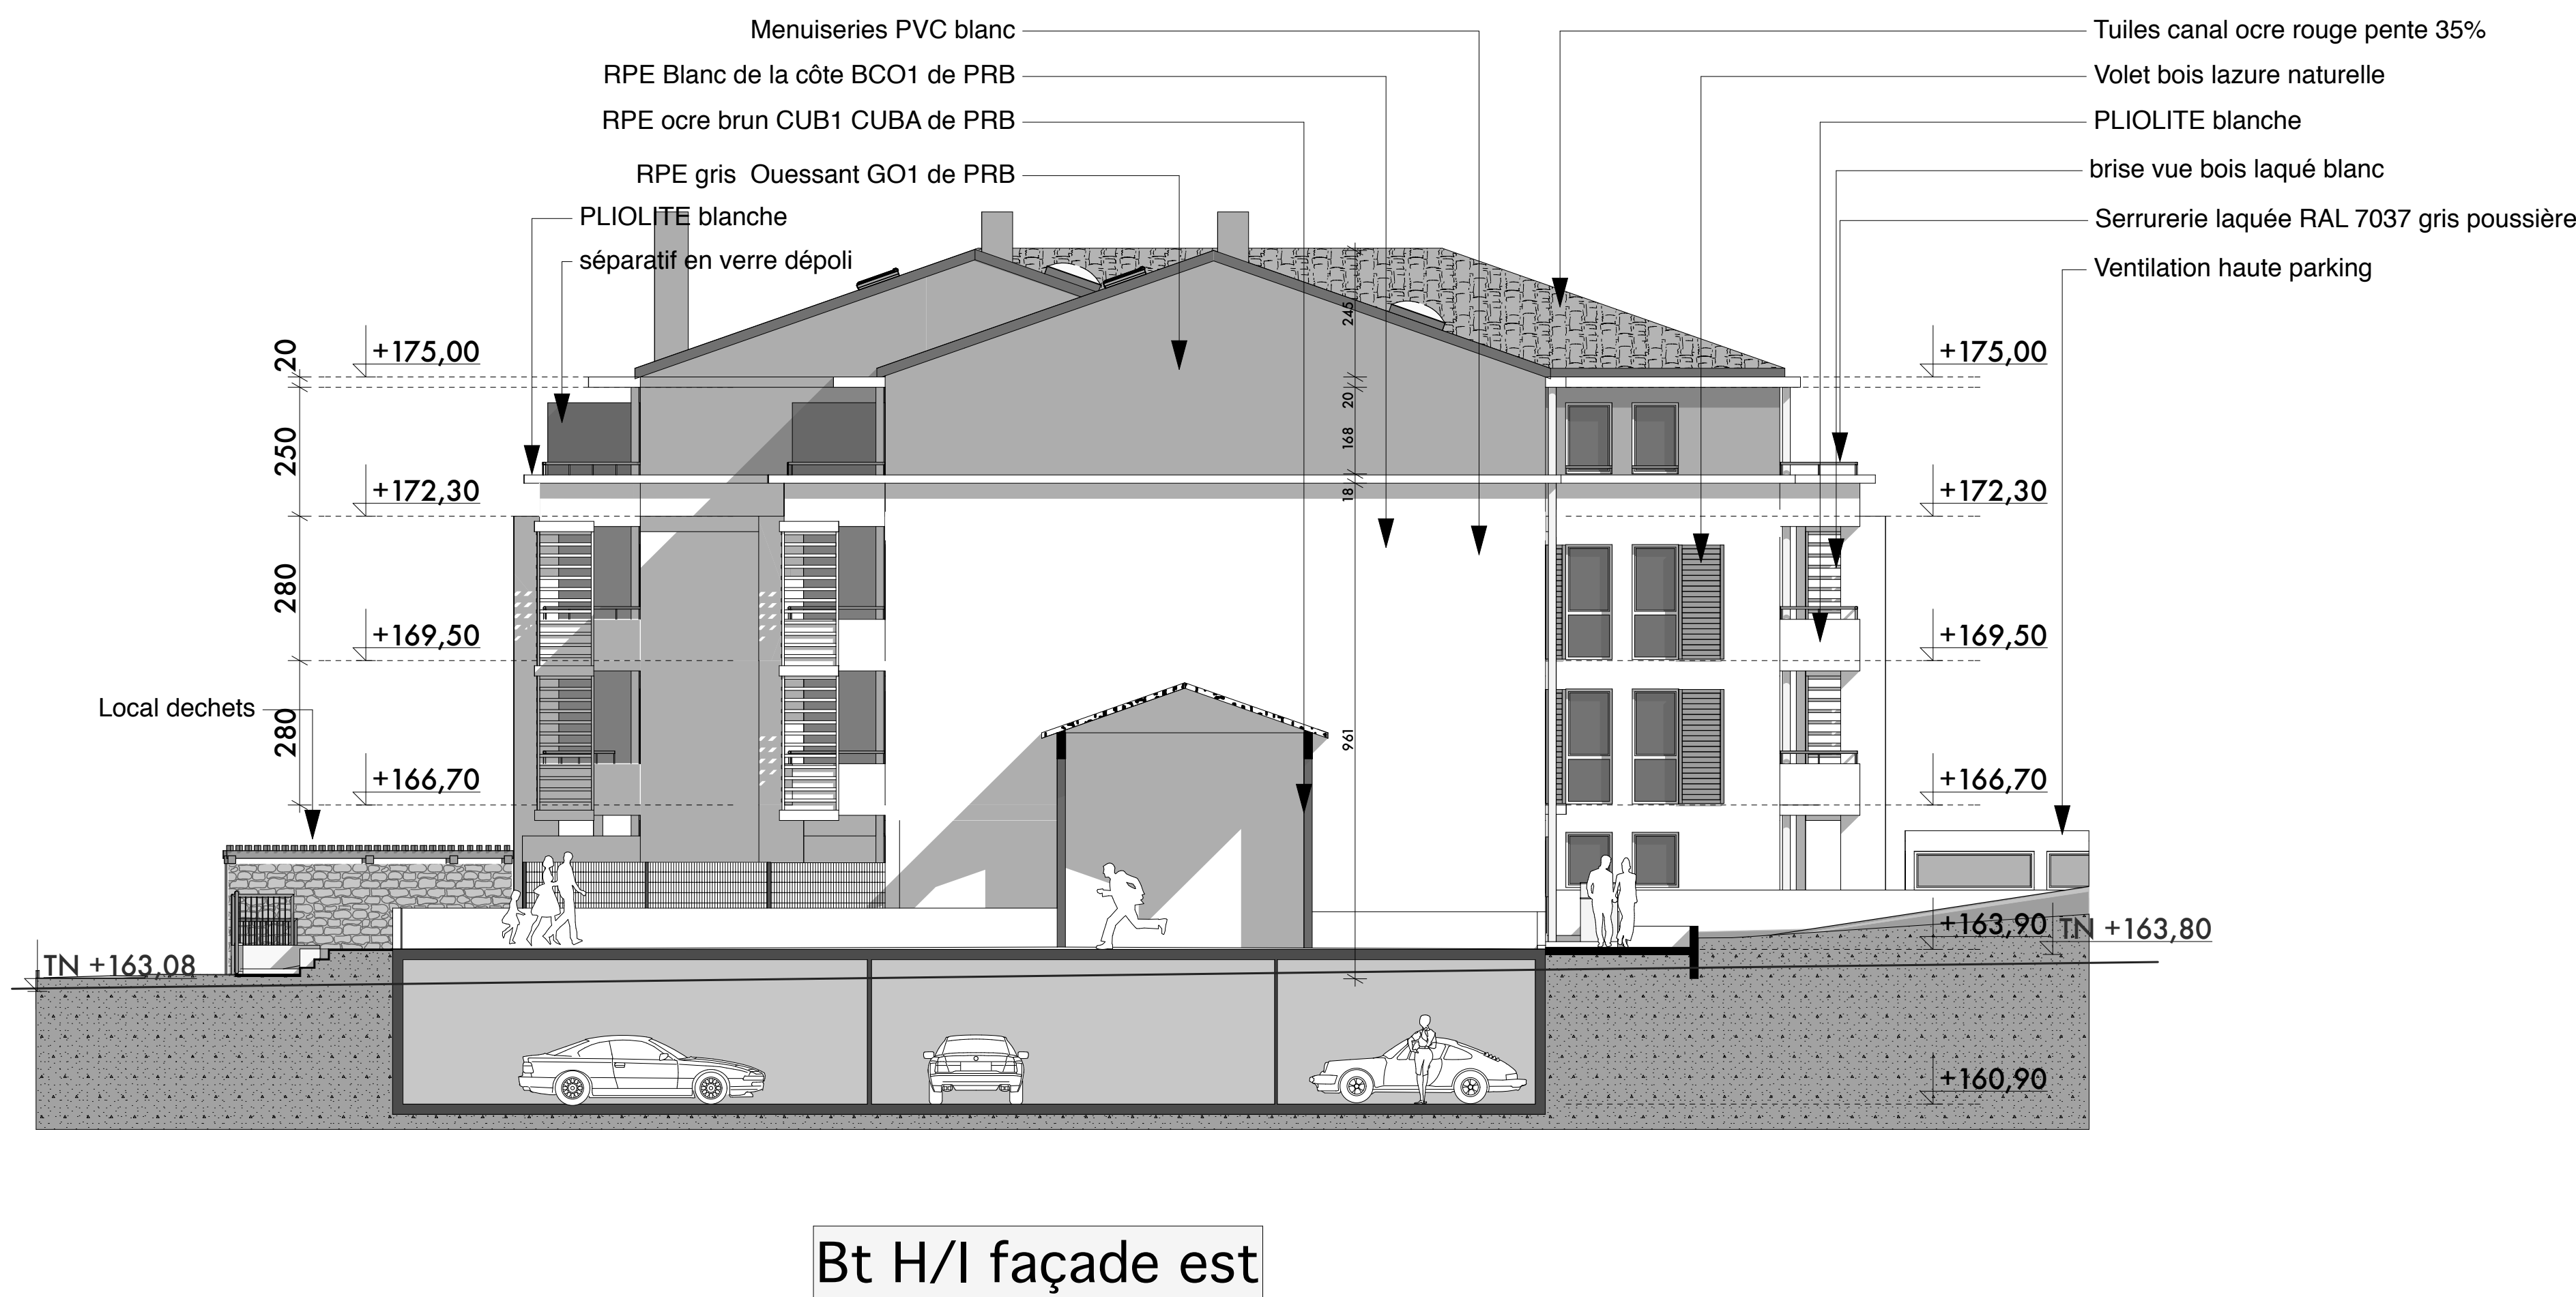 Menuiseries PVC blanc
RPE Blanc de la côte BCO1 de PRB
RPE ocre brun CUB1 CUBA de PRB
RPE gris  Ouessant GO1 de PRB
PLIOLITE blanche
séparatif en verre dépoli
Tuiles canal ocre rouge pente 35%
Volet bois lazure naturelle
PLIOLITE blanche
brise vue bois laqué blanc
Serrurerie laquée RAL 7037 gris poussière
Ventilation haute parking
20
250
280
280
+175,00
+172,30
+169,50
+166,70
Local dechets
TN +163,08
245
20
168
18
961
+175,00
+172,30
+169,50
+166,70
+163,90
TN +163,80
+160,90
Bt H/I façade est